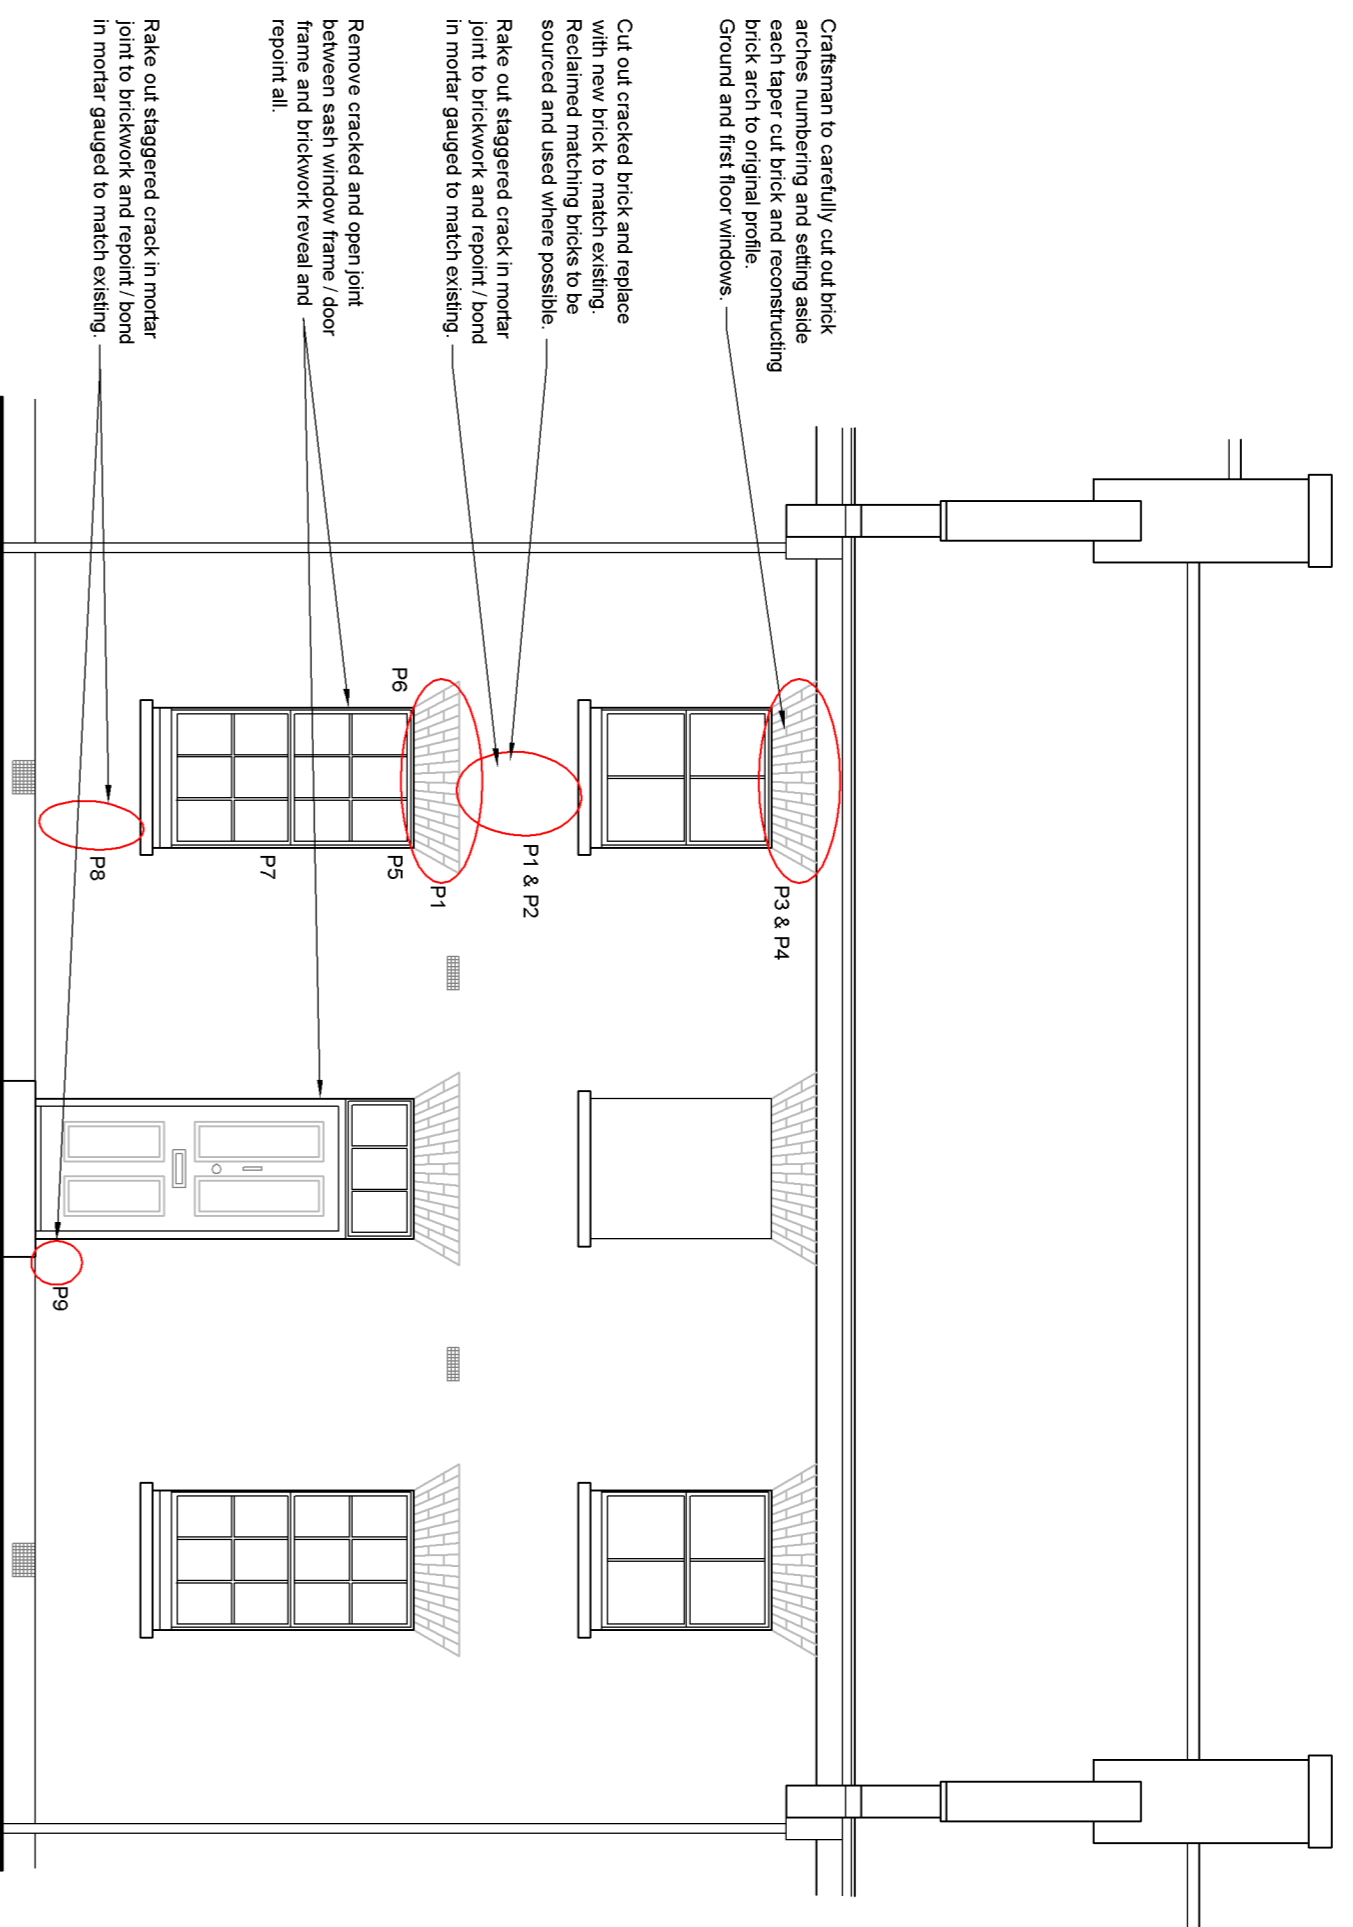 Craftsman to carefully cut out brick
arches numbering and setting aside
each taper cut brick and reconstructing
brick arch to original profile.
Ground and first floor windows.
Cut out cracked brick and replace
with new brick to match existing.
Reclaimed matching bricks to be
sourced and used where possible.
Rake out staggered crack in mortar
joint to brickwork and repoint / bond
in mortar gauged to match existing.
Remove cracked and open joint
between sash window frame / door
frame and brickwork reveal and
repoint all.
Rake out staggered crack in mortar
joint to brickwork and repoint / bond
in mortar gauged to match existing.
P3 & P4
P1 & P2
P1
P6
P5
P7
P8
P9